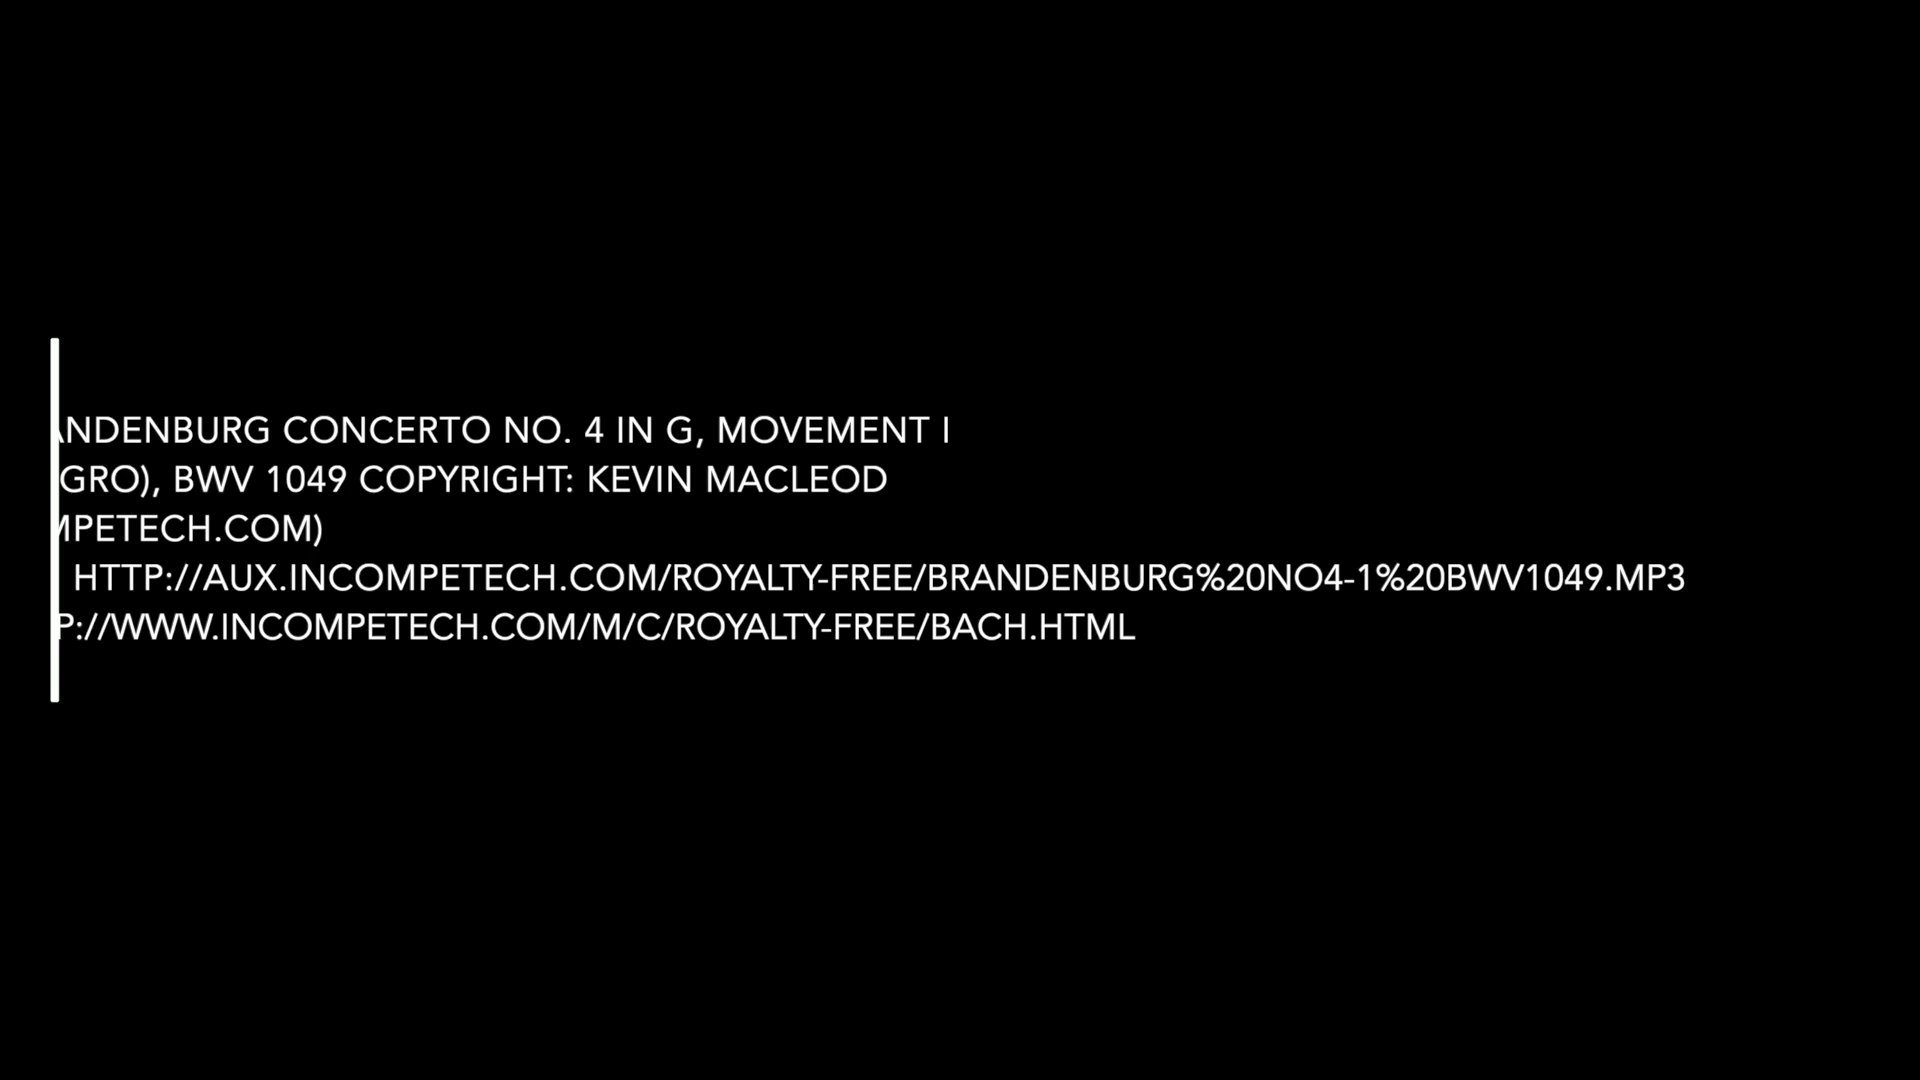 ANDENBURG CONCERTO NO. 4 IN G, MOVEMENT I
GRO), BWV 1049 COPYRIGHT: KEVIN MACLEOD
MPETECH.COM)
HTTP://AUX.INCOMPETECH.COM/ROYALTY-FREE/BRANDENBURG%20NO4-1%20BWV1049.MP3
P://WWW.INCOMPETECH.COM/M/C/ROYALTY-FREE/BACH.HTML